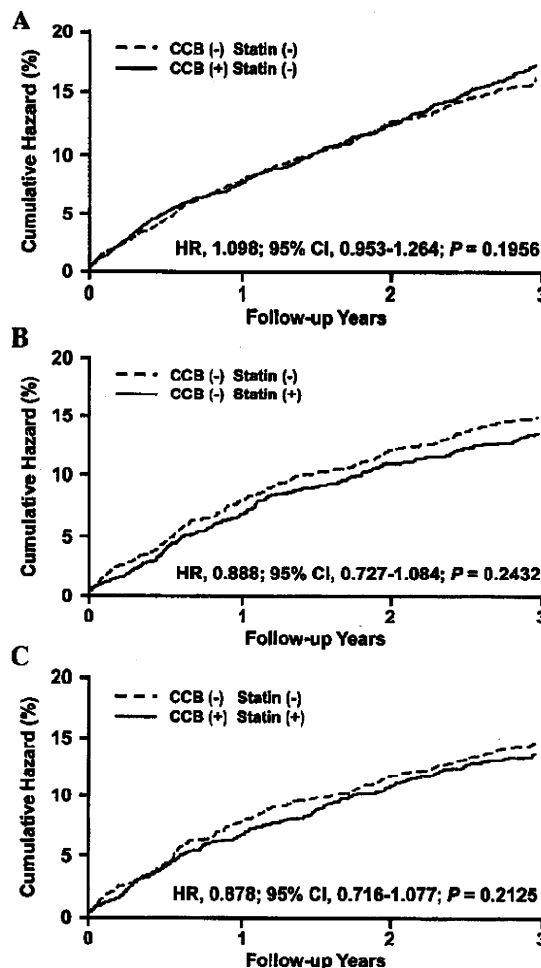 A
Cumulative Hazard (%)
20
15
10
5
0
CCB (-) Statin (-)
CCB (+) Statin (-)
HR, 1.098; 95% CI, 0.953-1.264; P = 0.1956
0 1 2 3
Follow-up Years
B
Cumulative Hazard (%)
20
15
10
5
0
CCB (-) Statin (-)
CCB (-) Statin (+)
HR, 0.888; 95% CI, 0.727-1.084; P = 0.2432
0 1 2 3
Follow-up Years
C
Cumulative Hazard (%)
20
15
10
5
0
CCB (-) Statin (-)
CCB (+) Statin (+)
HR, 0.878; 95% CI, 0.716-1.077; P = 0.2125
0 1 2 3
Follow-up Years